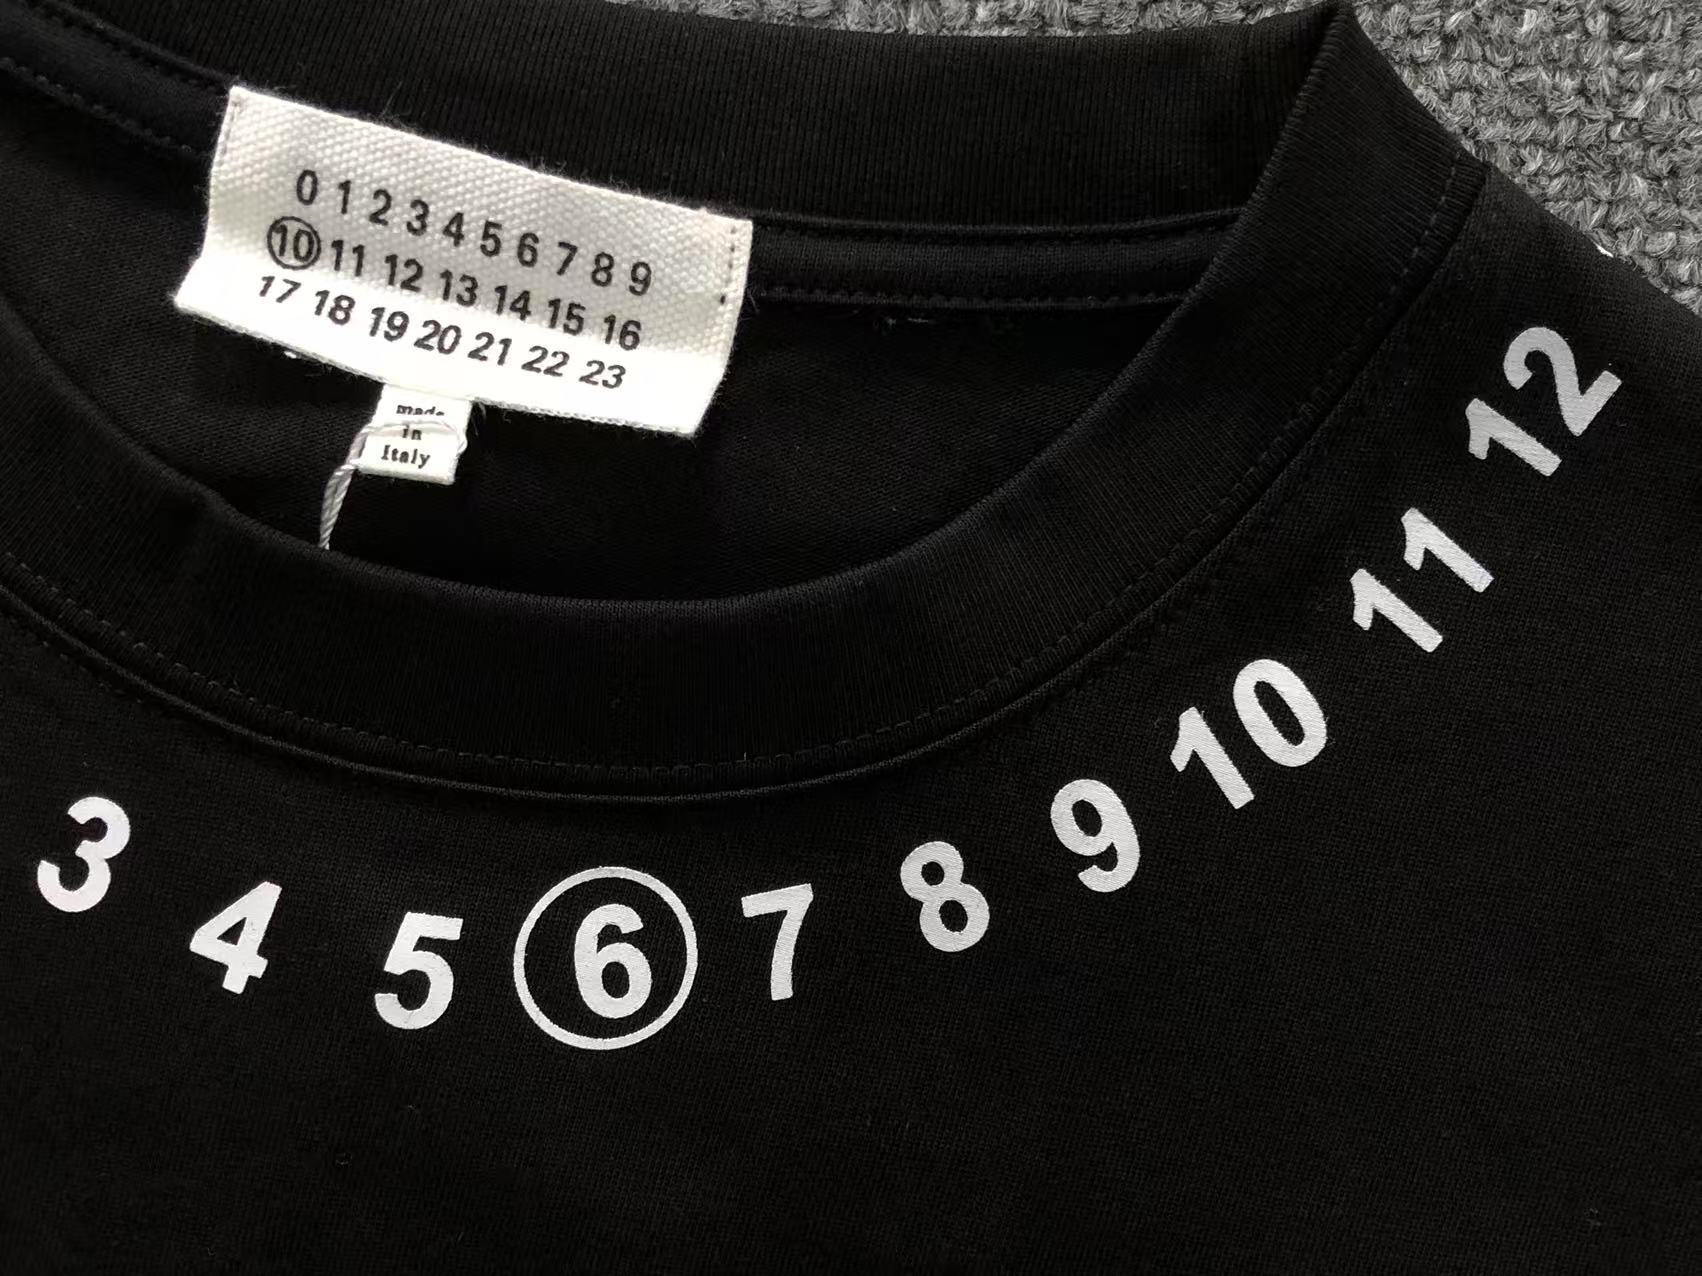 0 1 2 3 4 5 6 7 8 9
10 11 12 13 14 15 16
17 18 19 20 21 22 23
made
in
Italy
3 4 5 6 7 8 9 10 11 12